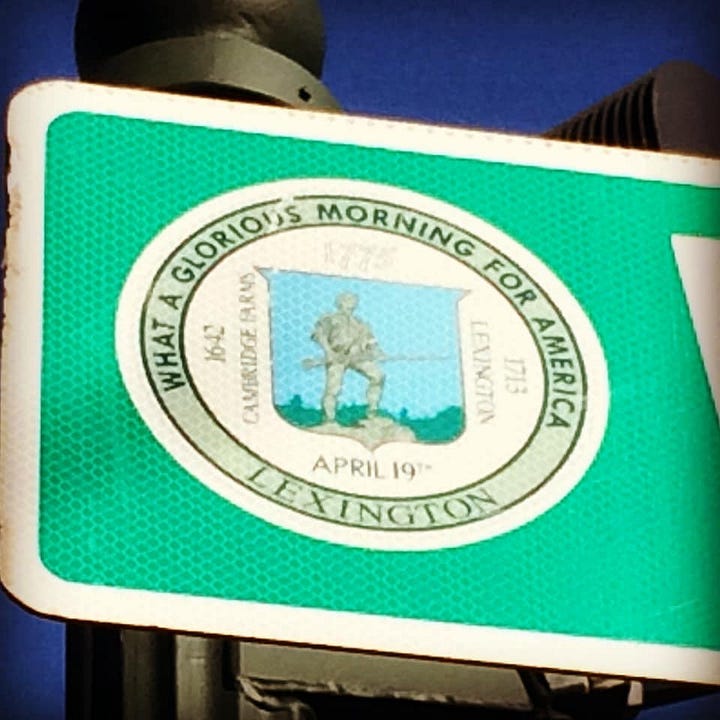 WHAT A GLORIOUS MORNING FOR AMERICA
1775
1642
CAMBRIDGE FARMS
LEXINGTON
1713
APRIL 19TH
LEXINGTON